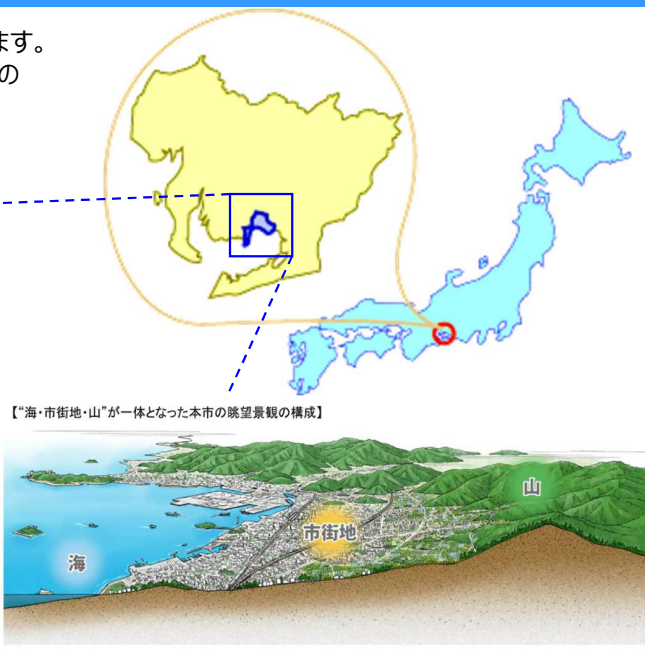 ます。
の
【“海・市街地・山”が一体となった本市の眺望景観の構成】
山
市街地
海